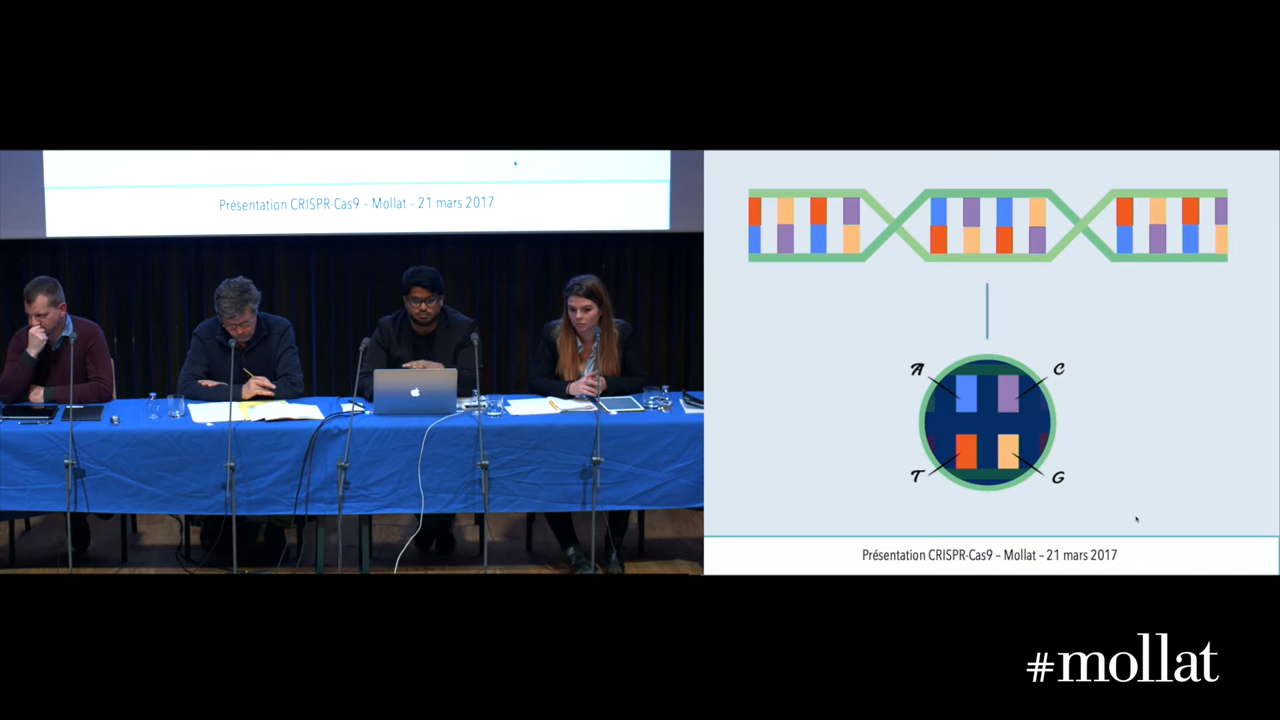 Présentation CRISPR-Cas9 – Mollat – 21 mars 2017
A
C
T
G
Présentation CRISPR-Cas9 – Mollat – 21 mars 2017
#mollat